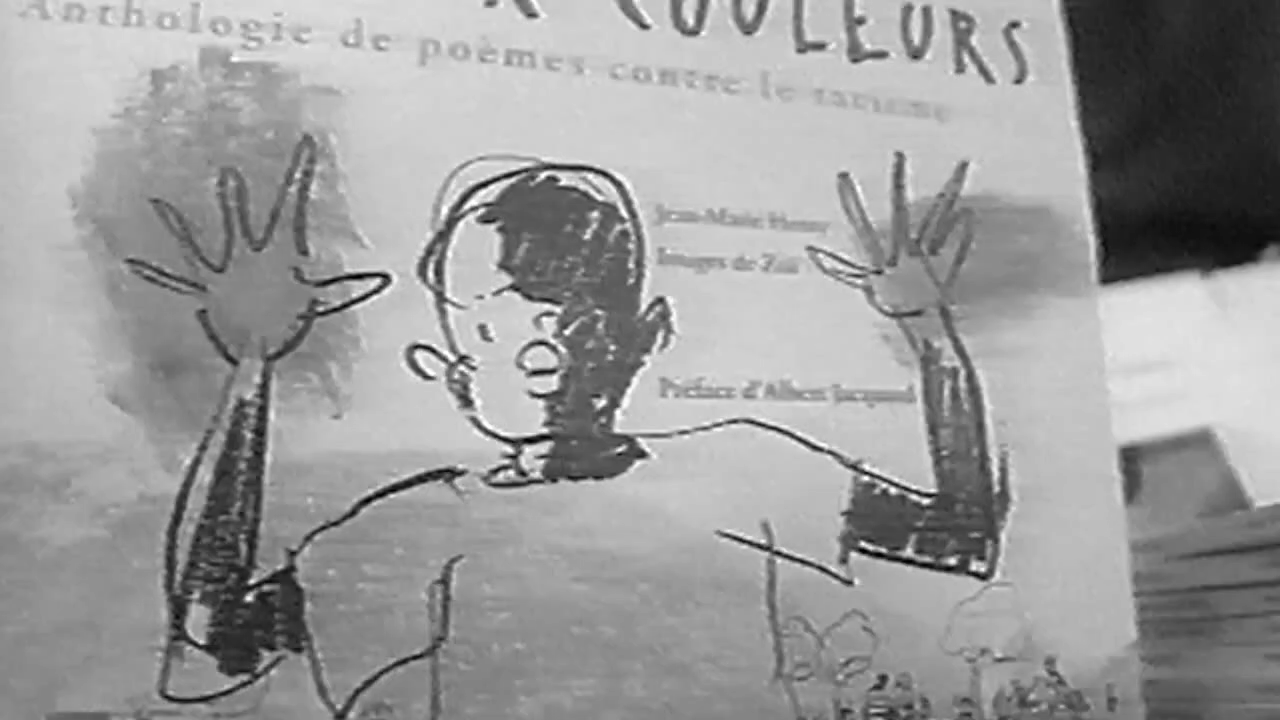 COULEURS
Anthologie de poèmes contre le racisme
Jean-Marie Henry
Images de Zaü
Préface d'Albert Jacquard